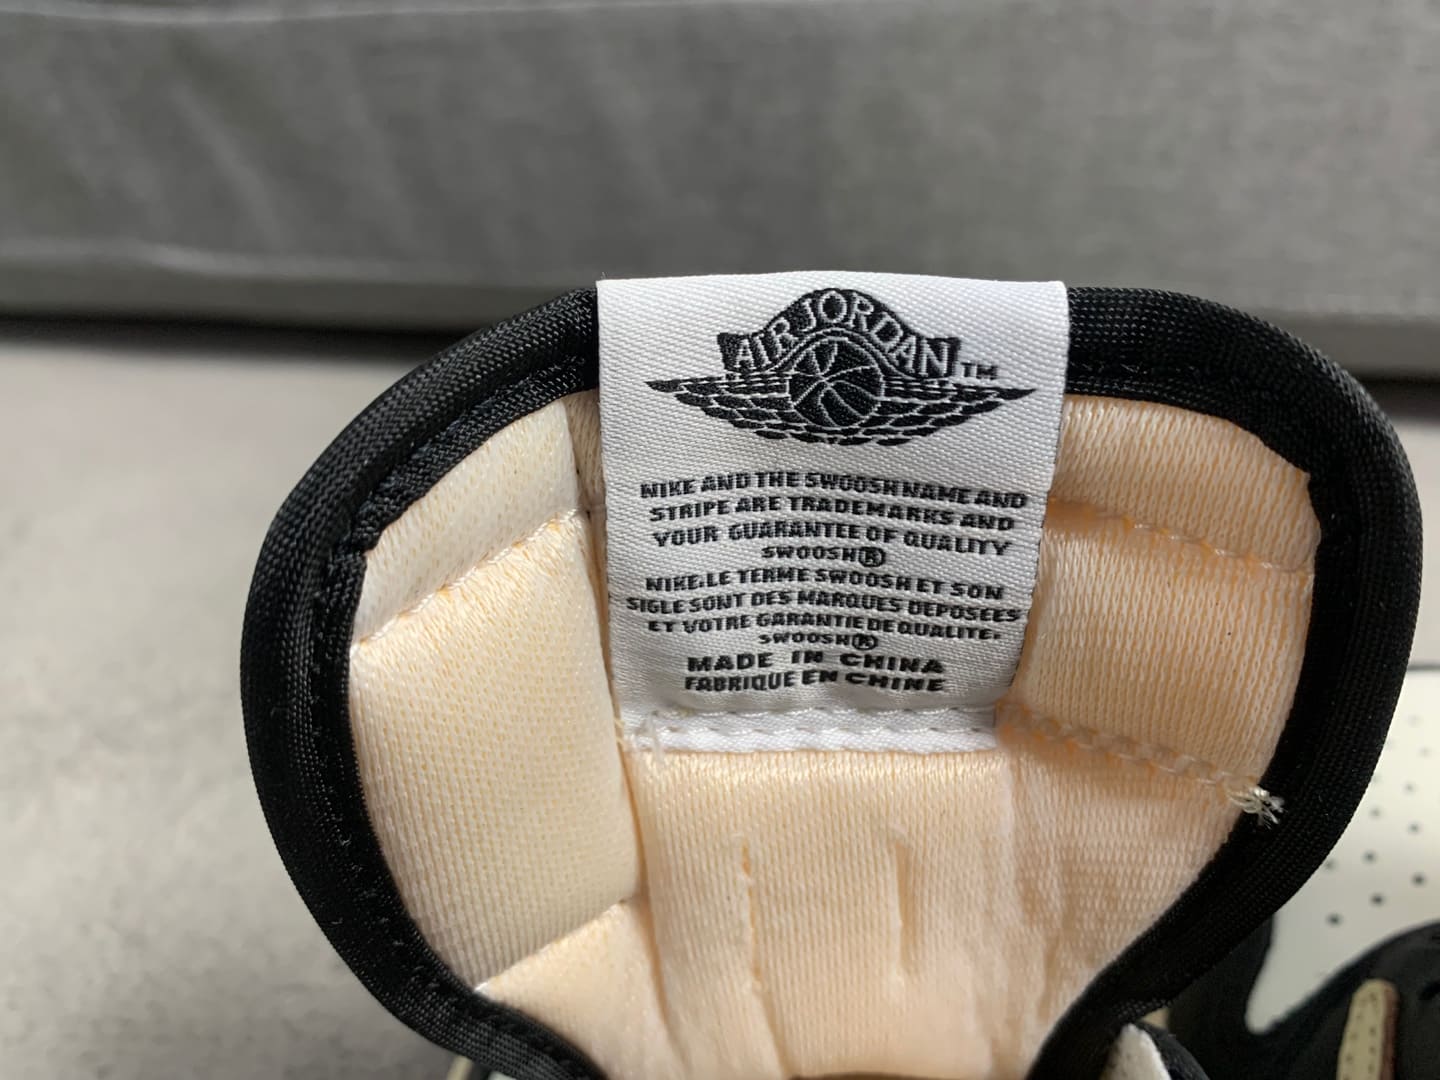 AIR JORDAN TM
NIKE AND THE SWOOSH NAME AND
STRIPE ARE TRADEMARKS AND
YOUR GUARANTEE OF QUALITY
SWOOSH®
NIKE: LE TERME SWOOSH ET SON
SIGLE SONT DES MARQUES DEPOSEES
ET VOTRE GARANTIE DE QUALITE.
SWOOSH®
MADE IN CHINA
FABRIQUE EN CHINE